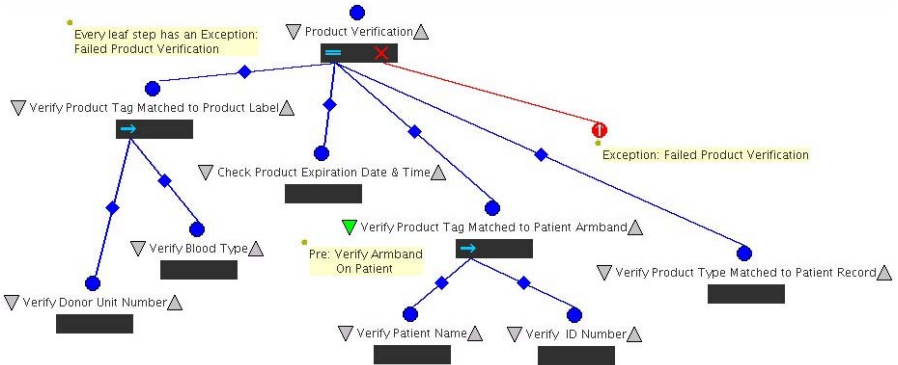 Every leaf step has an Exception:
Failed Product Verification
Product Verification
Verify Product Tag Matched to Product Label
Exception: Failed Product Verification
Check Product Expiration Date & Time
Verify Product Tag Matched to Patient Armband
Verify Blood Type
Pre: Verify Armband
On Patient
Verify Product Type Matched to Patient Record
Verify Donor Unit Number
Verify Patient Name
Verify ID Number